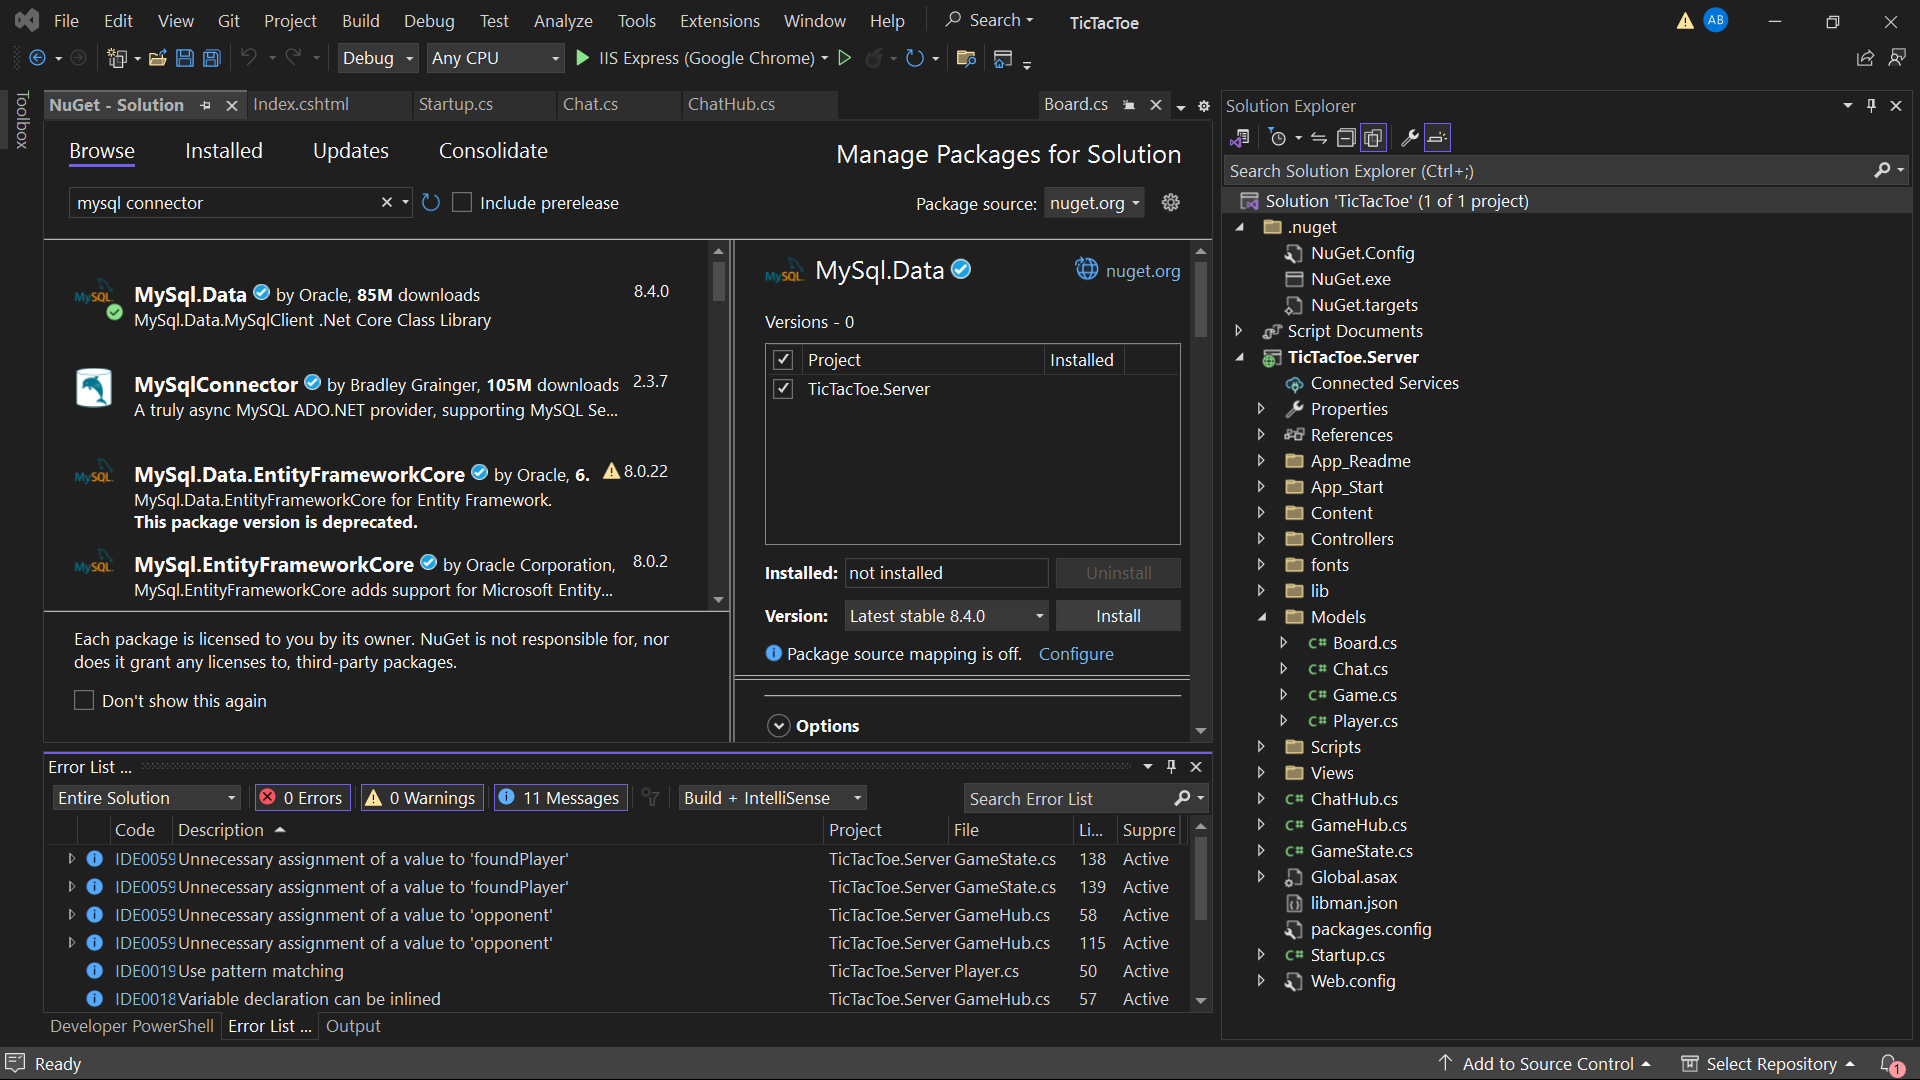 File Edit View Git Project Build Debug Test Analyze Tools Extensions Window Help Search TicTacToe AB
Debug Any CPU IIS Express (Google Chrome)
Toolbox
NuGet - Solution Index.cshtml Startup.cs Chat.cs ChatHub.cs Board.cs
Browse Installed Updates Consolidate Manage Packages for Solution
mysql connector Include prerelease Package source: nuget.org
MySQL MySql.Data by Oracle, 85M downloads 8.4.0
MySql.Data.MySqlClient .Net Core Class Library
MySqlConnector by Bradley Grainger, 105M downloads 2.3.7
A truly async MySQL ADO.NET provider, supporting MySQL Se...
MySQL MySql.Data.EntityFrameworkCore by Oracle, 6. 8.0.22
MySql.Data.EntityFrameworkCore for Entity Framework.
This package version is deprecated.
MySQL MySql.EntityFrameworkCore by Oracle Corporation, 8.0.2
MySql.EntityFrameworkCore adds support for Microsoft Entity...
Each package is licensed to you by its owner. NuGet is not responsible for, nor
does it grant any licenses to, third-party packages.
Don't show this again
MySQL MySql.Data nuget.org
Versions - 0
Project Installed
TicTacToe.Server
Installed: not installed Uninstall
Version: Latest stable 8.4.0 Install
Package source mapping is off. Configure
Options
Error List ...
Entire Solution 0 Errors 0 Warnings 11 Messages Build + IntelliSense Search Error List
Code Description Project File Li... Suppre
IDE0059 Unnecessary assignment of a value to 'foundPlayer' TicTacToe.Server GameState.cs 138 Active
IDE0059 Unnecessary assignment of a value to 'foundPlayer' TicTacToe.Server GameState.cs 139 Active
IDE0059 Unnecessary assignment of a value to 'opponent' TicTacToe.Server GameHub.cs 58 Active
IDE0059 Unnecessary assignment of a value to 'opponent' TicTacToe.Server GameHub.cs 115 Active
IDE0019 Use pattern matching TicTacToe.Server Player.cs 50 Active
IDE0018 Variable declaration can be inlined TicTacToe.Server GameHub.cs 57 Active
Developer PowerShell Error List ... Output
Solution Explorer
Search Solution Explorer (Ctrl+;)
Solution 'TicTacToe' (1 of 1 project)
.nuget
NuGet.Config
NuGet.exe
NuGet.targets
Script Documents
TicTacToe.Server
Connected Services
Properties
References
App_Readme
App_Start
Content
Controllers
fonts
lib
Models
C# Board.cs
C# Chat.cs
C# Game.cs
C# Player.cs
Scripts
Views
C# ChatHub.cs
C# GameHub.cs
C# GameState.cs
Global.asax
libman.json
packages.config
C# Startup.cs
Web.config
Ready Add to Source Control Select Repository 1